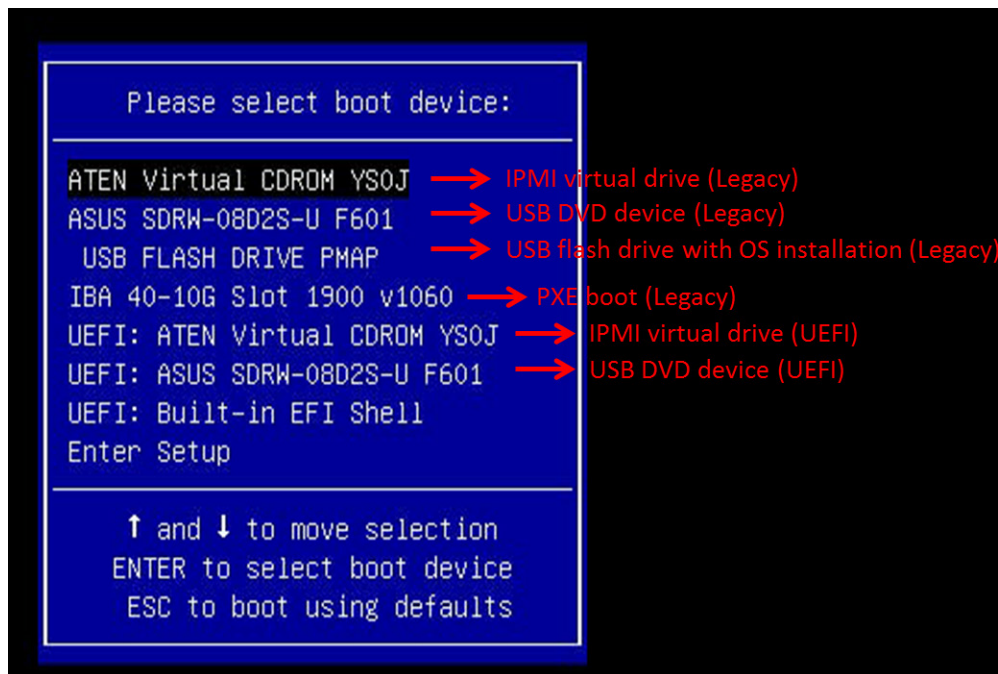 Please select boot device:
ATEN Virtual CDROM YS0J → IPMI virtual drive (Legacy)
ASUS SDRW-08D2S-U F601 → USB DVD device (Legacy)
USB FLASH DRIVE PMAP → USB flash drive with OS installation (Legacy)
IBA 40-10G Slot 1900 v1060 → PXE boot (Legacy)
UEFI: ATEN Virtual CDROM YS0J → IPMI virtual drive (UEFI)
UEFI: ASUS SDRW-08D2S-U F601 → USB DVD device (UEFI)
UEFI: Built-in EFI Shell
Enter Setup
↑ and ↓ to move selection
ENTER to select boot device
ESC to boot using defaults